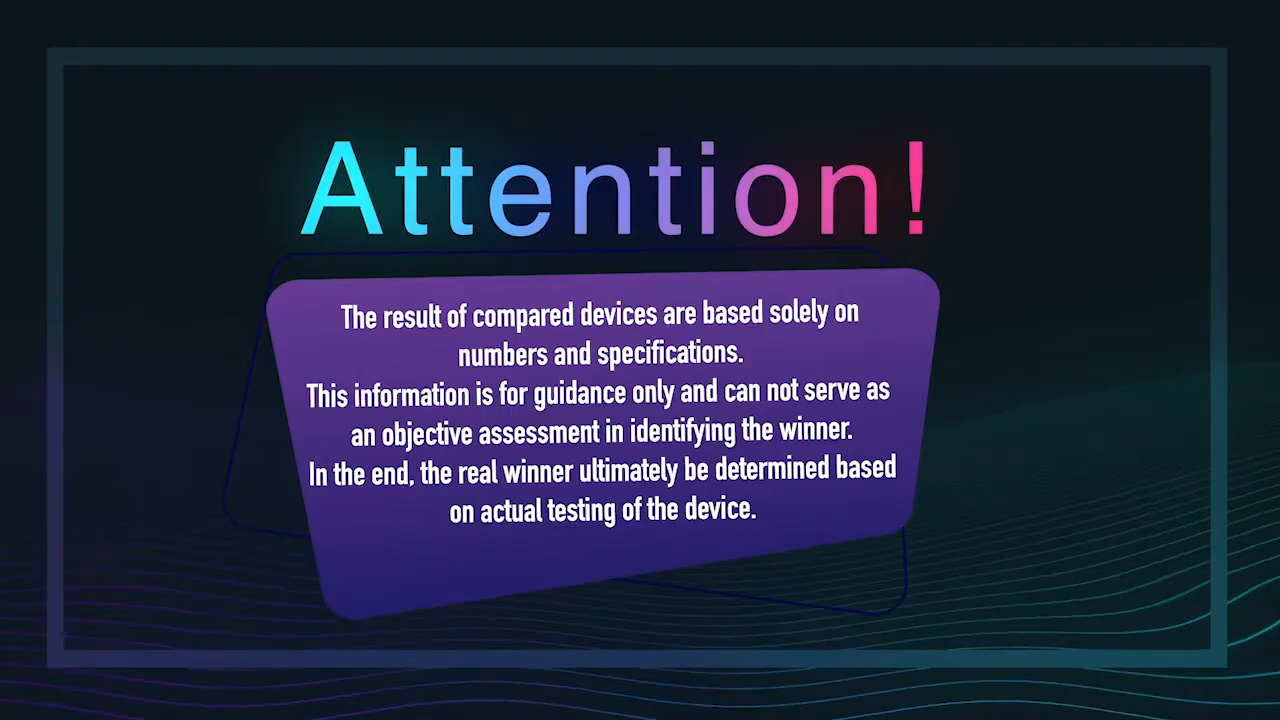 Attention!
The result of compared devices are based solely on
numbers and specifications.
This information is for guidance only and can not serve as
an objective assessment in identifying the winner.
In the end, the real winner ultimately be determined based
on actual testing of the device.